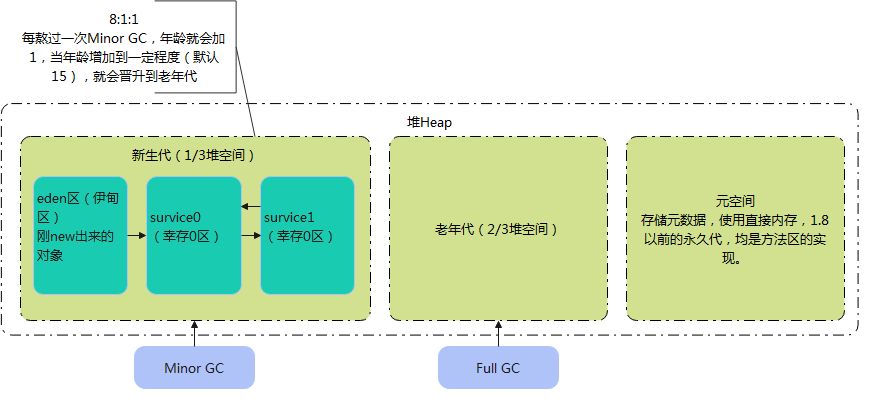 8:1:1
每熬过一次Minor GC，年龄就会加
1，当年龄增加到一定程度（默认
15），就会晋升到老年代
堆Heap
新生代（1/3堆空间）
eden区（伊甸
区）
刚new出来的
对象
survice0
（幸存0区）
survice1
（幸存0区）
老年代（2/3堆空间）
元空间
存储元数据，使用直接内存，1.8
以前的永久代，均是方法区的实
现。
Minor GC
Full GC